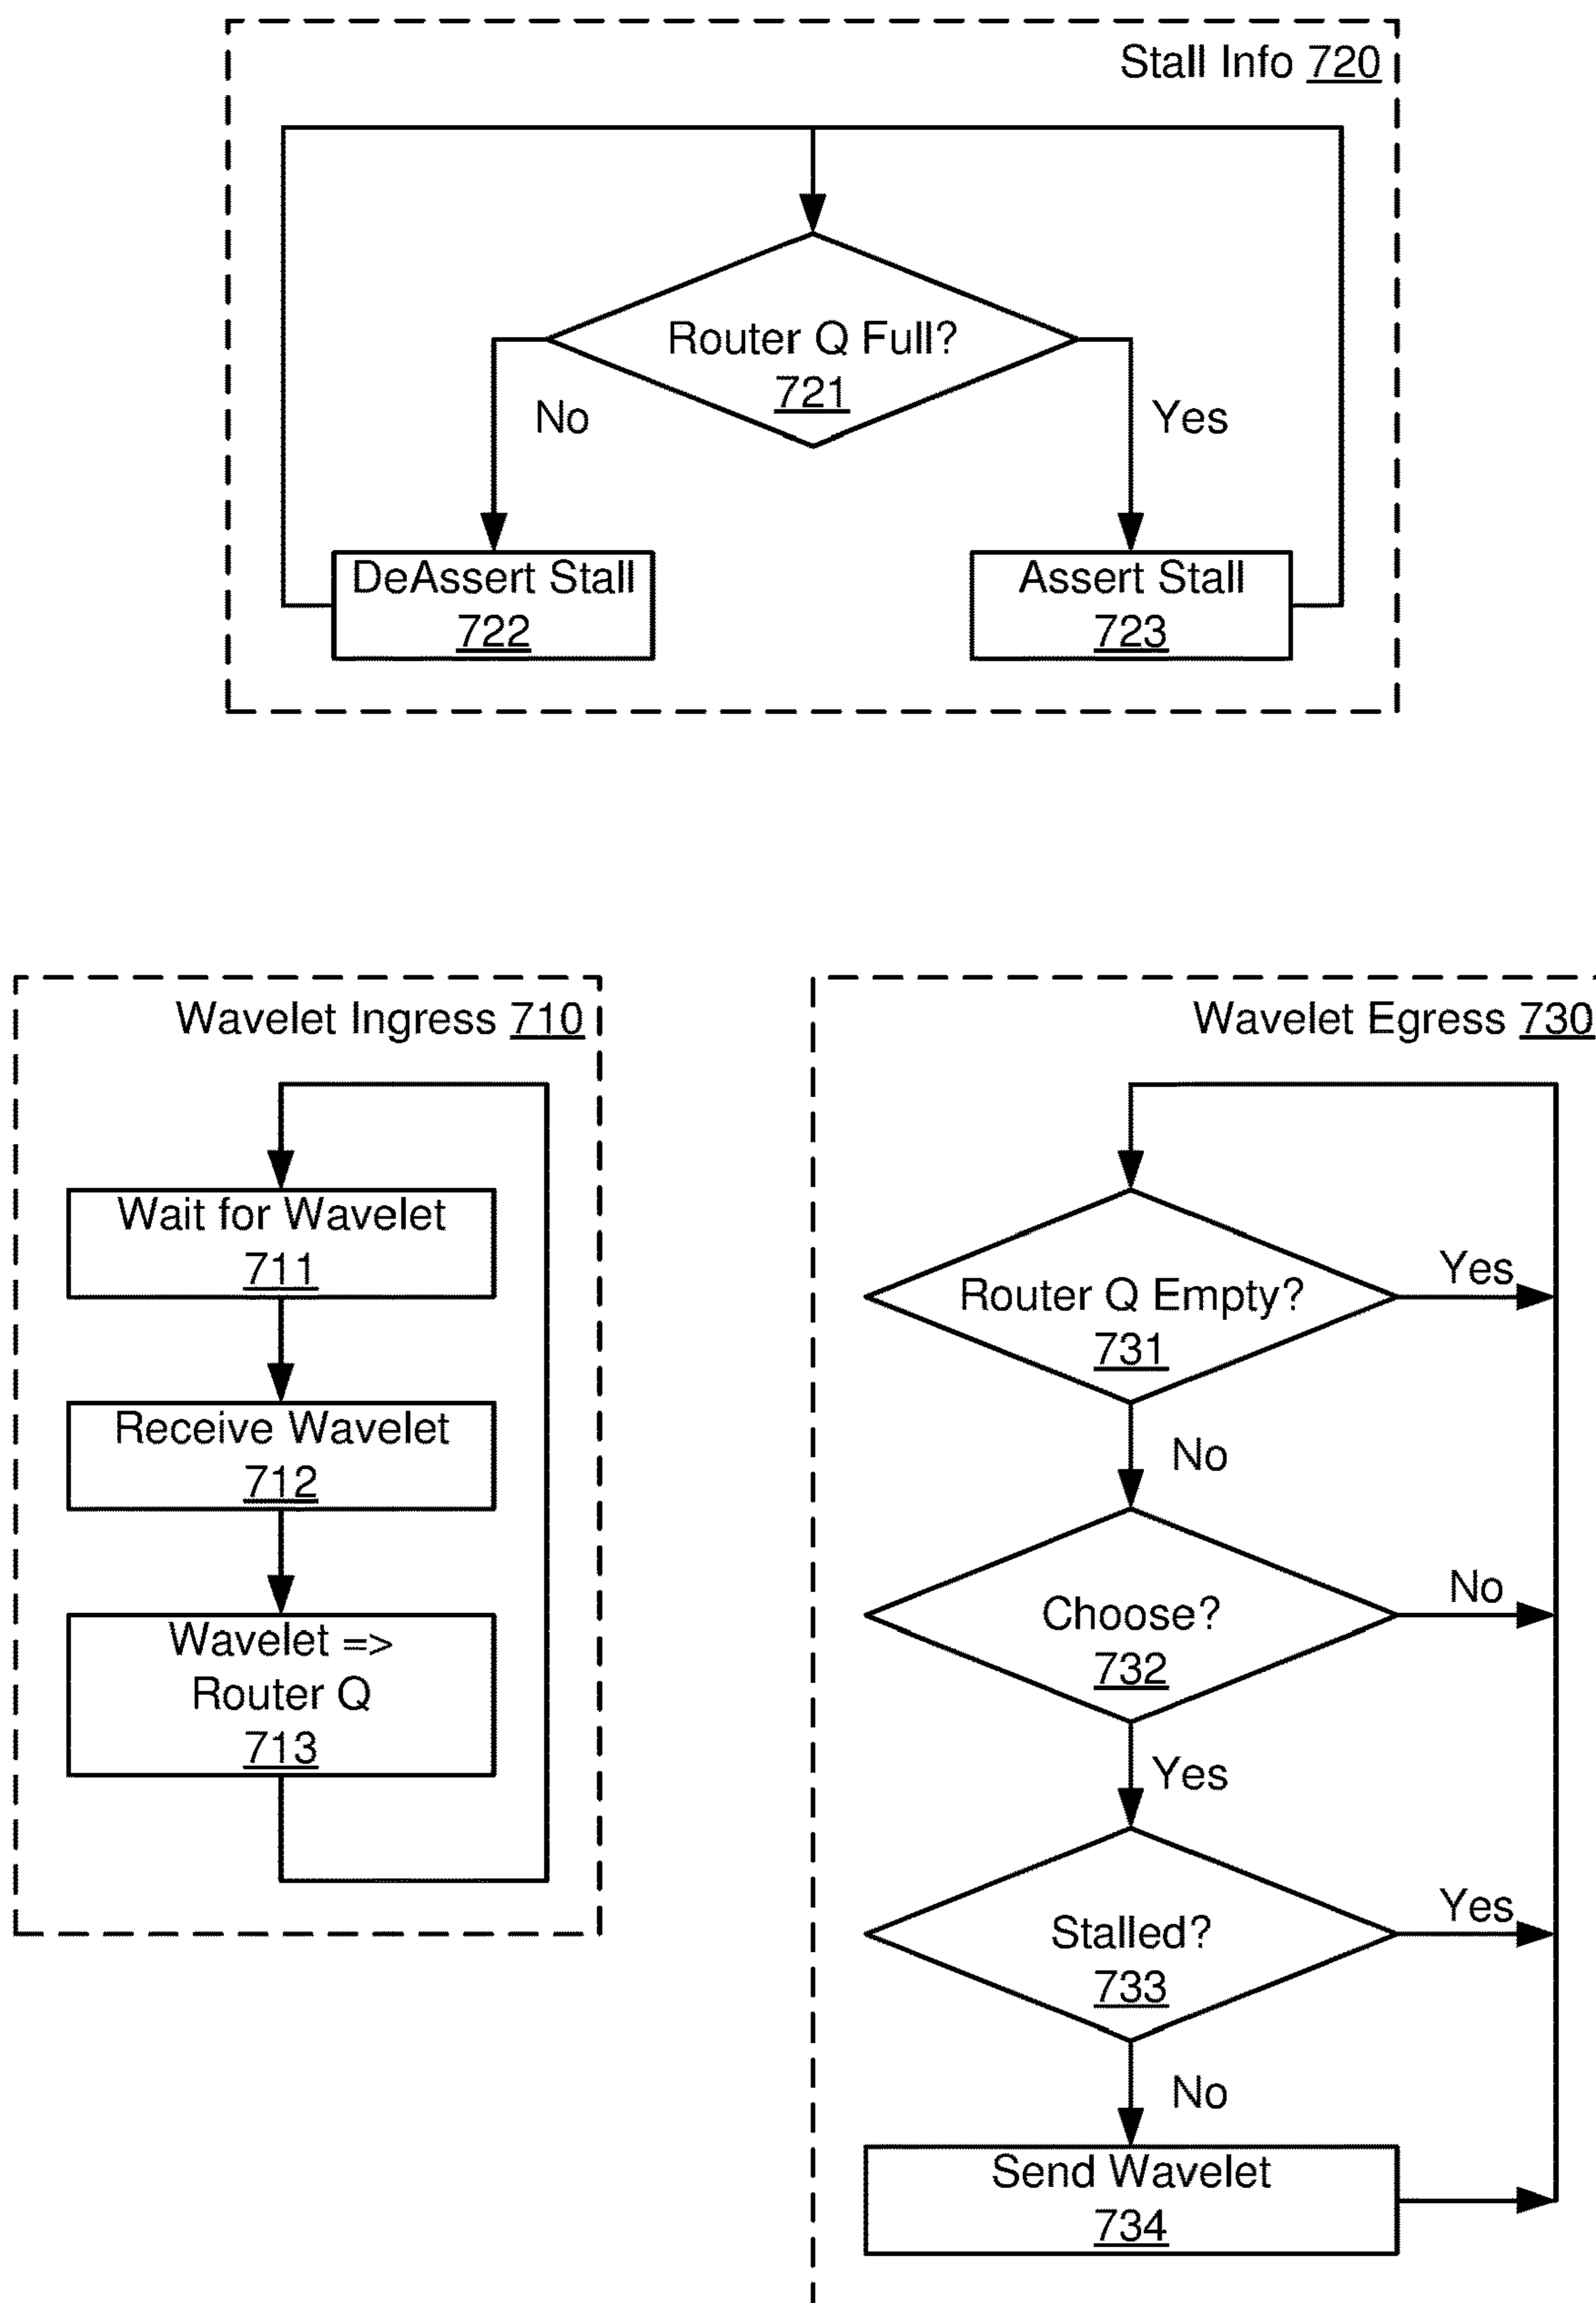 Stall Info 720
Router Q Full?
721
No
Yes
DeAssert Stall
722
Assert Stall
723
Wavelet Ingress 710
Wait for Wavelet
711
Receive Wavelet
712
Wavelet =>
Router Q
713
Wavelet Egress 730
Router Q Empty?
731
Yes
No
Choose?
732
No
Yes
Stalled?
733
Yes
No
Send Wavelet
734